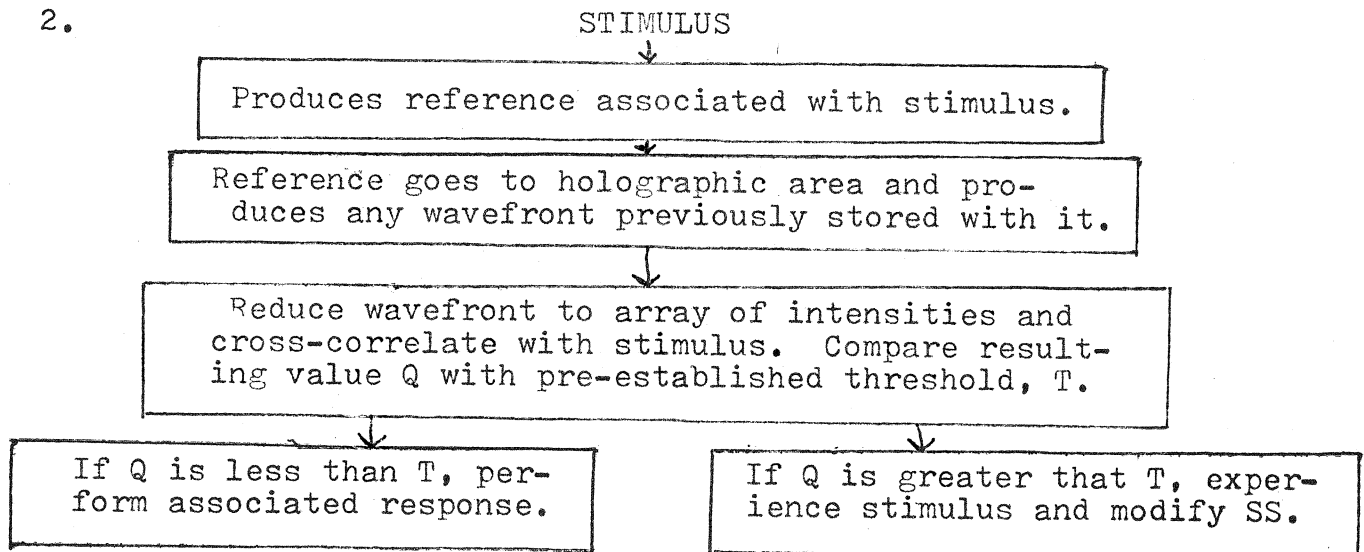 2.
STIMULUS
Produces reference associated with stimulus.
Reference goes to holographic area and pro-
duces any wavefront previously stored with it.
Reduce wavefront to array of intensities and
cross-correlate with stimulus. Compare result-
ing value Q with pre-established threshold, T.
If Q is less than T, per-
form associated response.
If Q is greater that T, exper-
ience stimulus and modify SS.